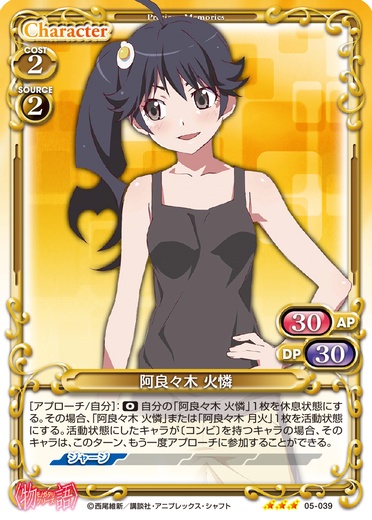 Precious Memories
Character
COST
2
SOURCE
2
30 AP
DP 30
阿良々木 火憐
[アプローチ/自分]:0自分の「阿良々木 火憐」1枚を休息状態に
する。その場合、「阿良々木 火憐」または「阿良々木 月火」1枚を活動状態
にする。活動状態にしたキャラが〔コンビ〕を持つキャラの場合、その
キャラは、このターン、もう一度アプローチに参加することができる。
ジャージ
物語
©西尾維新/講談社・アニプレックス・シャフト
05-039